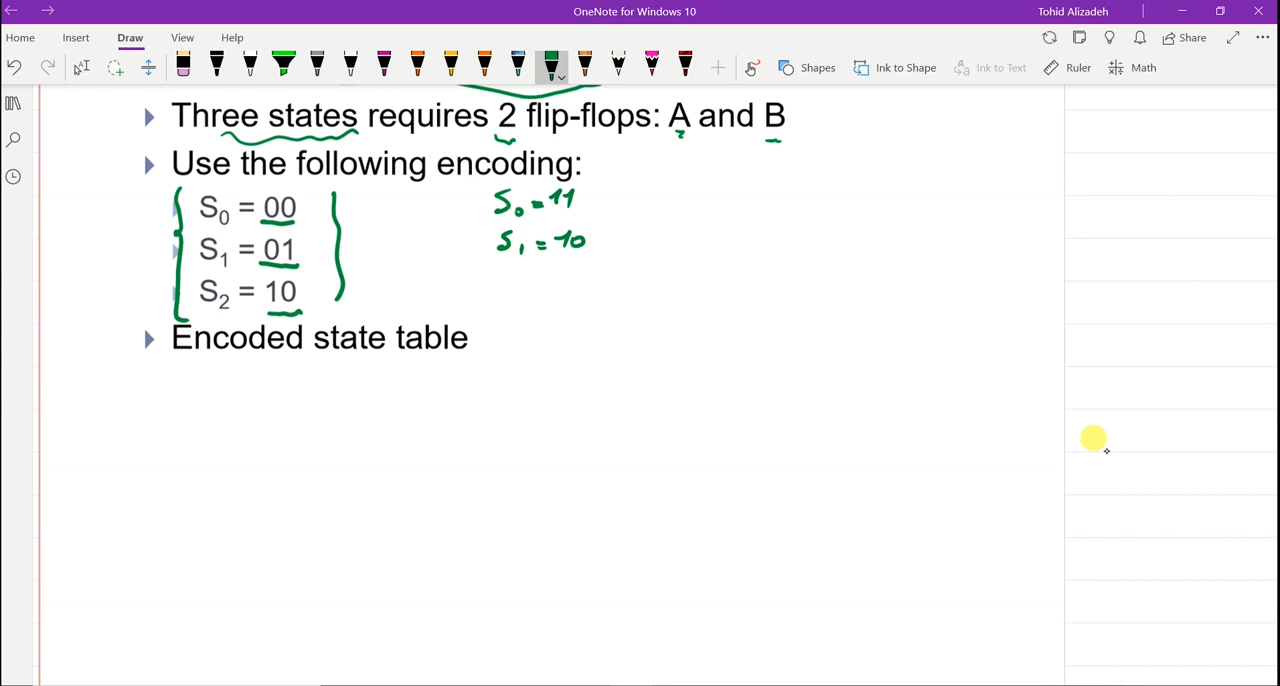 OneNote for Windows 10
Tohid Alizadeh
Home Insert Draw View Help
Share
Shapes Ink to Shape Ink to Text Ruler Math
Three states requires 2 flip-flops: A and B
Use the following encoding:
S0 = 00
S1 = 01
S2 = 10
S0 = 11
S1 = 10
Encoded state table